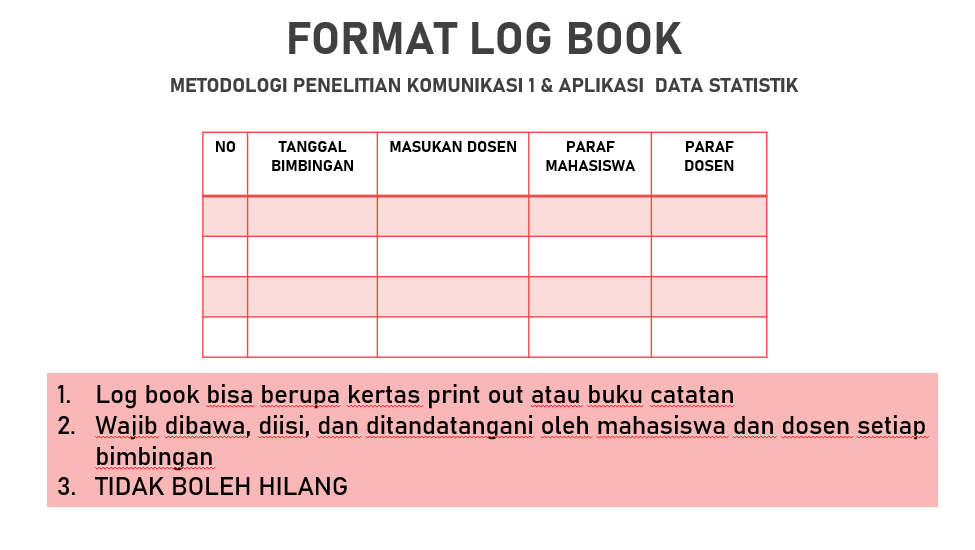 FORMAT LOG BOOK
METODOLOGI PENELITIAN KOMUNIKASI 1 & APLIKASI DATA STATISTIK
NO
TANGGAL
BIMBINGAN
MASUKAN DOSEN
PARAF
MAHASISWA
PARAF
DOSEN
1. Log book bisa berupa kertas print out atau buku catatan
2. Wajib dibawa, diisi, dan ditandatangani oleh mahasiswa dan dosen setiap
bimbingan
3. TIDAK BOLEH HILANG